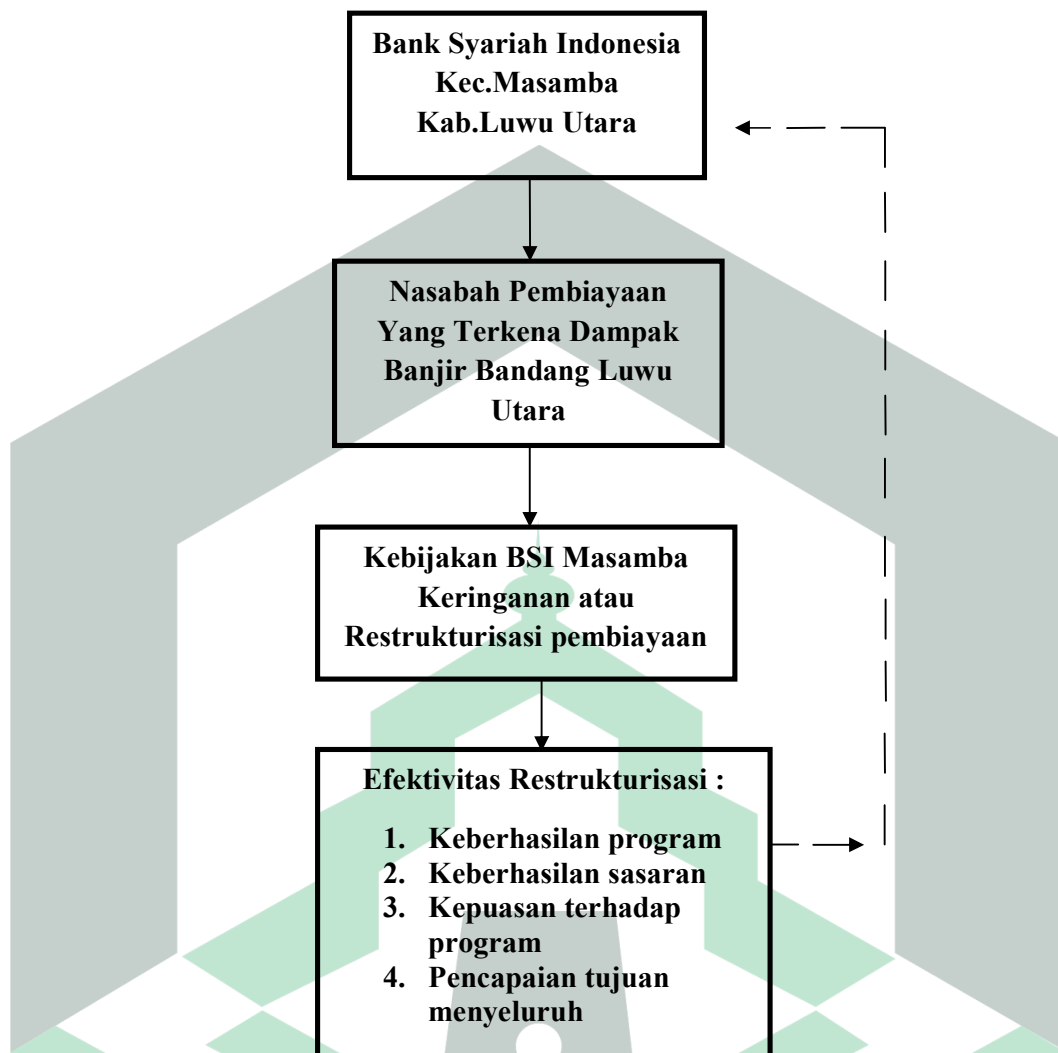 Bank Syariah Indonesia
Kec.Masamba
Kab.Luwu Utara
Nasabah Pembiayaan
Yang Terkena Dampak
Banjir Bandang Luwu
Utara
Kebijakan BSI Masamba
Keringanan atau
Restrukturisasi pembiayaan
Efektivitas Restrukturisasi :
1. Keberhasilan program
2. Keberhasilan sasaran
3. Kepuasan terhadap
program
4. Pencapaian tujuan
menyeluruh